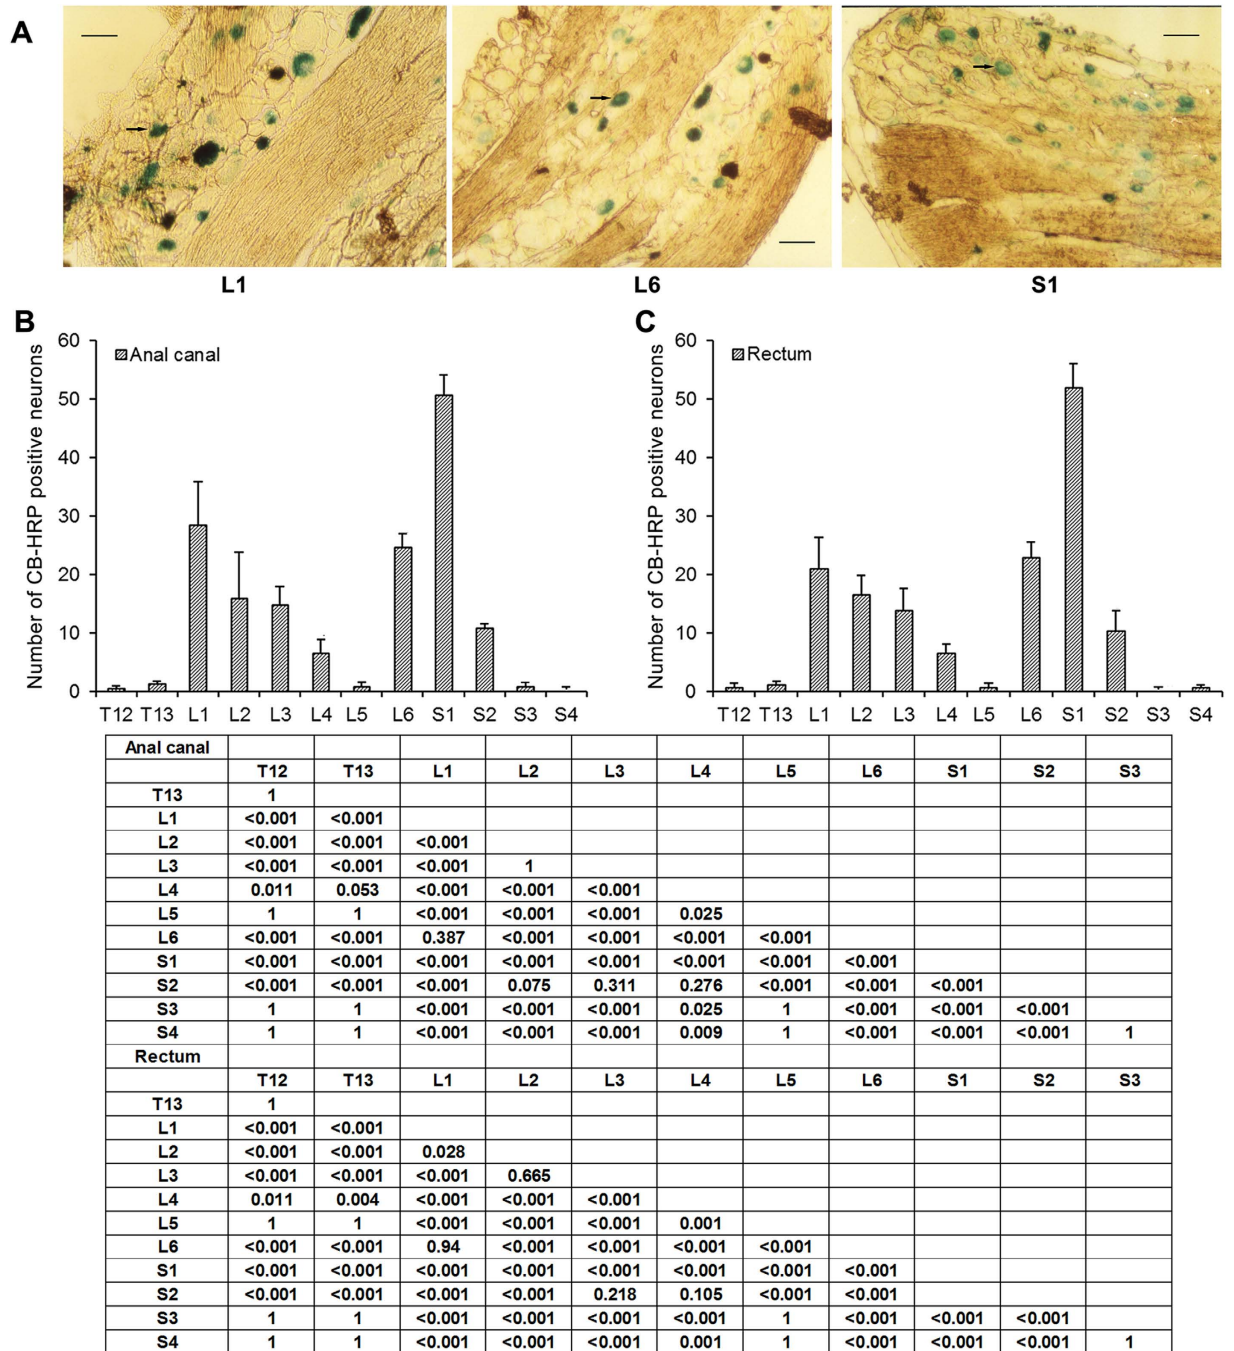 A
L1 L6 S1
B
Number of CB-HRP positive neurons
60
50
40
30
20
10
0
Anal canal
T12 T13 L1 L2 L3 L4 L5 L6 S1 S2 S3 S4
C
Number of CB-HRP positive neurons
60
50
40
30
20
10
0
Rectum
T12 T13 L1 L2 L3 L4 L5 L6 S1 S2 S3 S4
Anal canal
T12 T13 L1 L2 L3 L4 L5 L6 S1 S2 S3
T13 1
L1 <0.001 <0.001
L2 <0.001 <0.001 <0.001
L3 <0.001 <0.001 <0.001 1
L4 0.011 0.053 <0.001 <0.001 <0.001
L5 1 1 <0.001 <0.001 <0.001 0.025
L6 <0.001 <0.001 0.387 <0.001 <0.001 <0.001 <0.001
S1 <0.001 <0.001 <0.001 <0.001 <0.001 <0.001 <0.001 <0.001
S2 <0.001 <0.001 <0.001 0.075 0.311 0.276 <0.001 <0.001 <0.001
S3 1 1 <0.001 <0.001 <0.001 0.025 1 <0.001 <0.001 <0.001
S4 1 1 <0.001 <0.001 <0.001 0.009 1 <0.001 <0.001 <0.001 1
Rectum
T12 T13 L1 L2 L3 L4 L5 L6 S1 S2 S3
T13 1
L1 <0.001 <0.001
L2 <0.001 <0.001 0.028
L3 <0.001 <0.001 <0.001 0.665
L4 0.011 0.004 <0.001 <0.001 <0.001
L5 1 1 <0.001 <0.001 <0.001 0.001
L6 <0.001 <0.001 0.94 <0.001 <0.001 <0.001 <0.001
S1 <0.001 <0.001 <0.001 <0.001 <0.001 <0.001 <0.001 <0.001
S2 <0.001 <0.001 <0.001 <0.001 0.218 0.105 <0.001 <0.001
S3 1 1 <0.001 <0.001 <0.001 <0.001 1 <0.001 <0.001 <0.001
S4 1 1 <0.001 <0.001 <0.001 0.001 1 <0.001 <0.001 <0.001 1